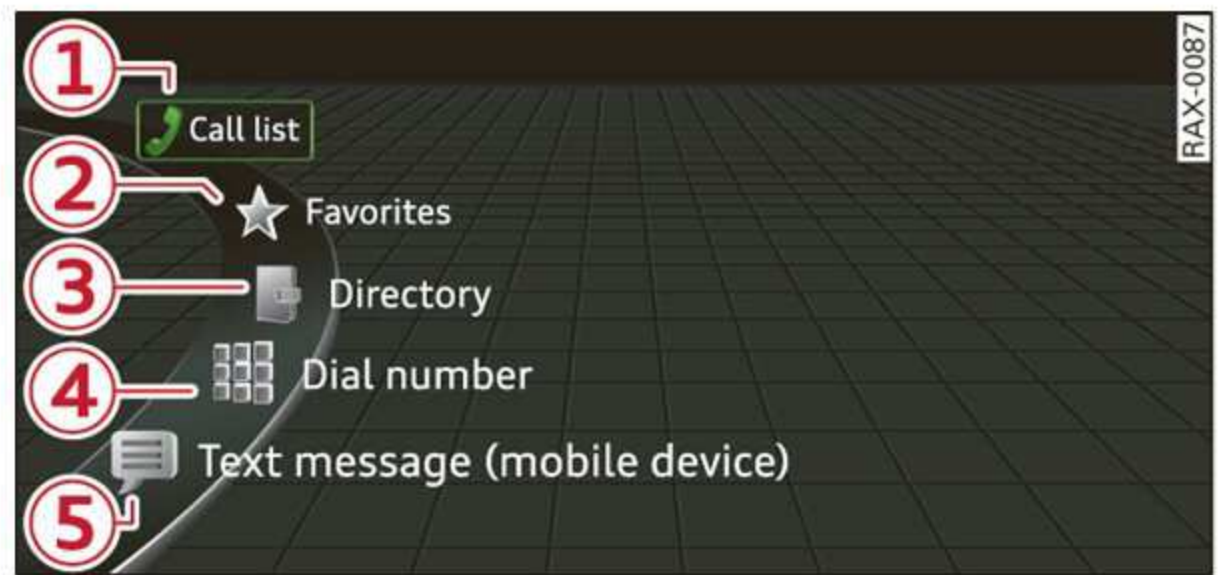 1
Call list
2
Favorites
3
Directory
4
Dial number
5
Text message (mobile device)
RAX-0087